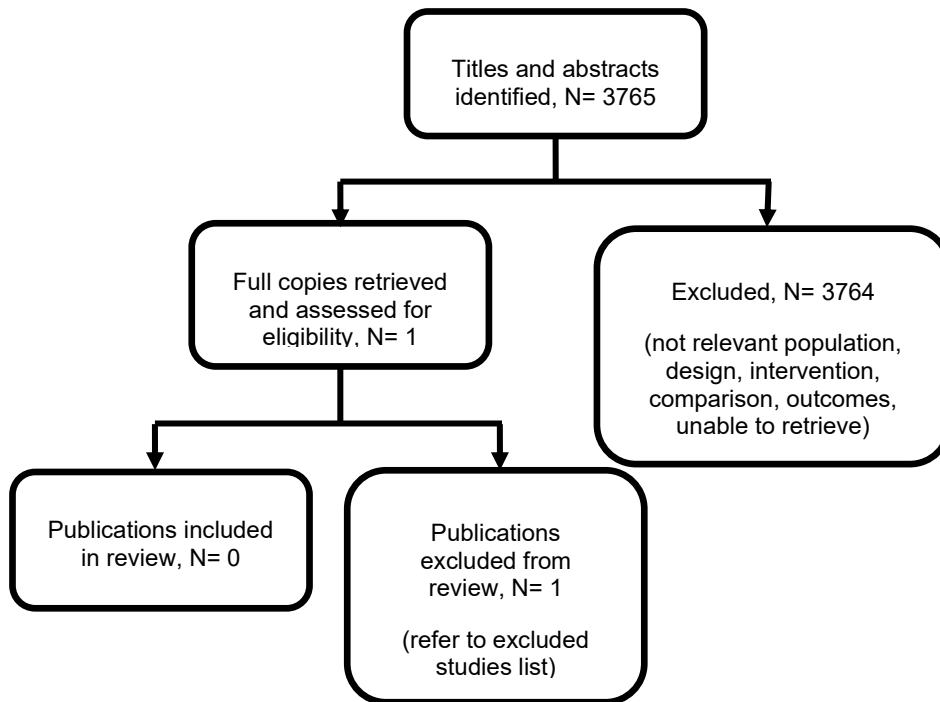 Titles and abstracts
identified, N= 3765
Full copies retrieved
and assessed for
eligibility, N= 1
Excluded, N= 3764
(not relevant population,
design, intervention,
comparison, outcomes,
unable to retrieve)
Publications included
in review, N= 0
Publications
excluded from
review, N= 1
(refer to excluded
studies list)